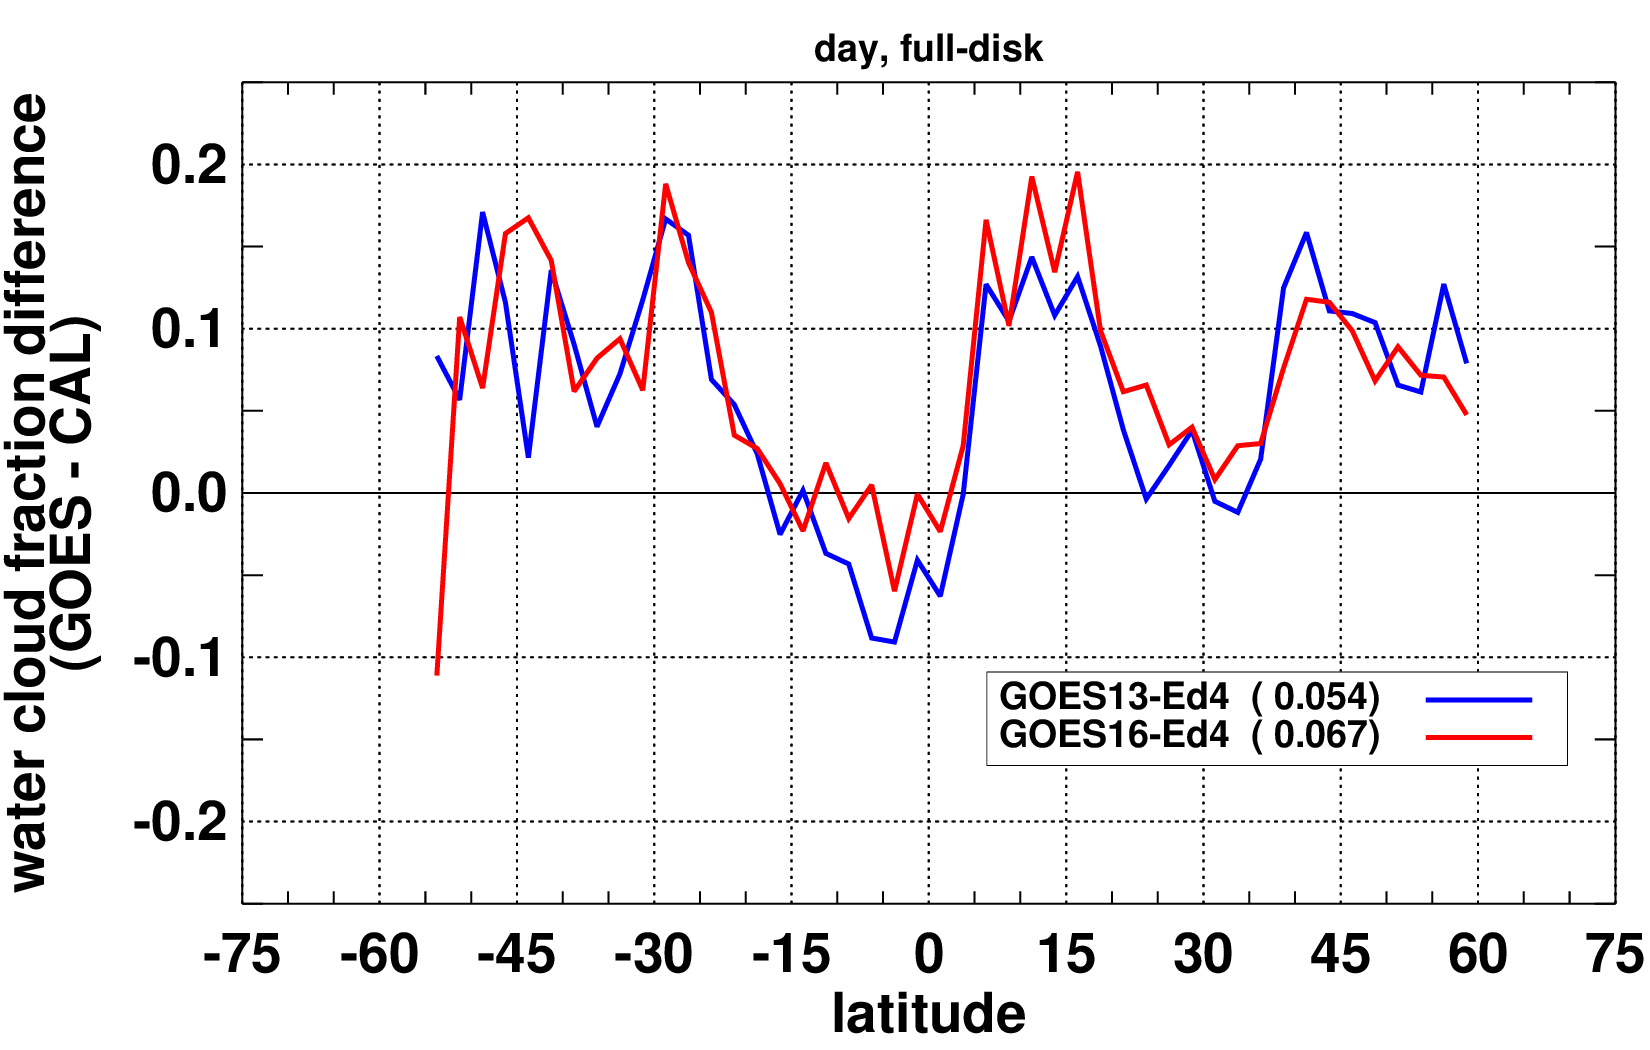 day, full-disk
water cloud fraction difference
(GOES - CAL)
0.2
0.1
0.0
-0.1
-0.2
GOES13-Ed4 ( 0.054)
GOES16-Ed4 ( 0.067)
-75 -60 -45 -30 -15 0 15 30 45 60 75
latitude